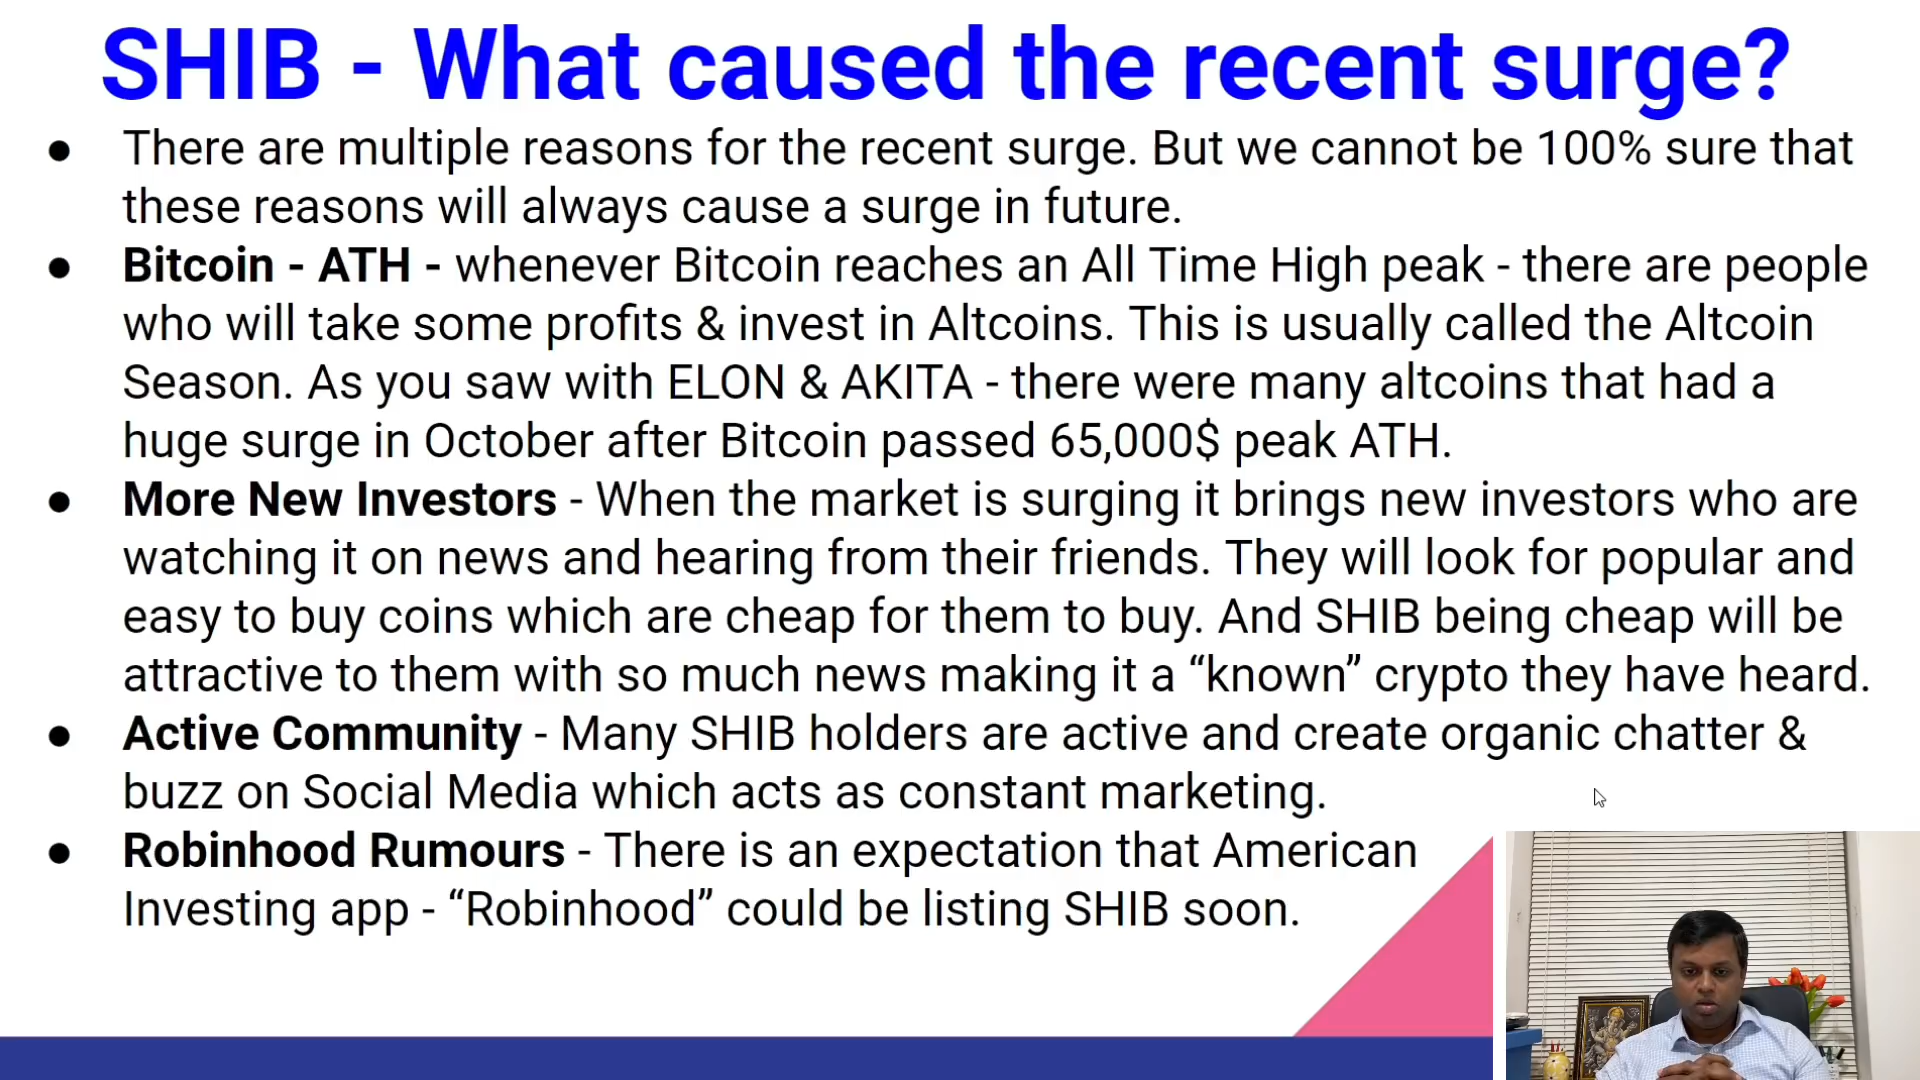 SHIB - What caused the recent surge?
● There are multiple reasons for the recent surge. But we cannot be 100% sure that
these reasons will always cause a surge in future.
● Bitcoin - ATH - whenever Bitcoin reaches an All Time High peak - there are people
who will take some profits & invest in Altcoins. This is usually called the Altcoin
Season. As you saw with ELON & AKITA - there were many altcoins that had a
huge surge in October after Bitcoin passed 65,000$ peak ATH.
● More New Investors - When the market is surging it brings new investors who are
watching it on news and hearing from their friends. They will look for popular and
easy to buy coins which are cheap for them to buy. And SHIB being cheap will be
attractive to them with so much news making it a “known” crypto they have heard.
● Active Community - Many SHIB holders are active and create organic chatter &
buzz on Social Media which acts as constant marketing.
● Robinhood Rumours - There is an expectation that American
Investing app - “Robinhood” could be listing SHIB soon.